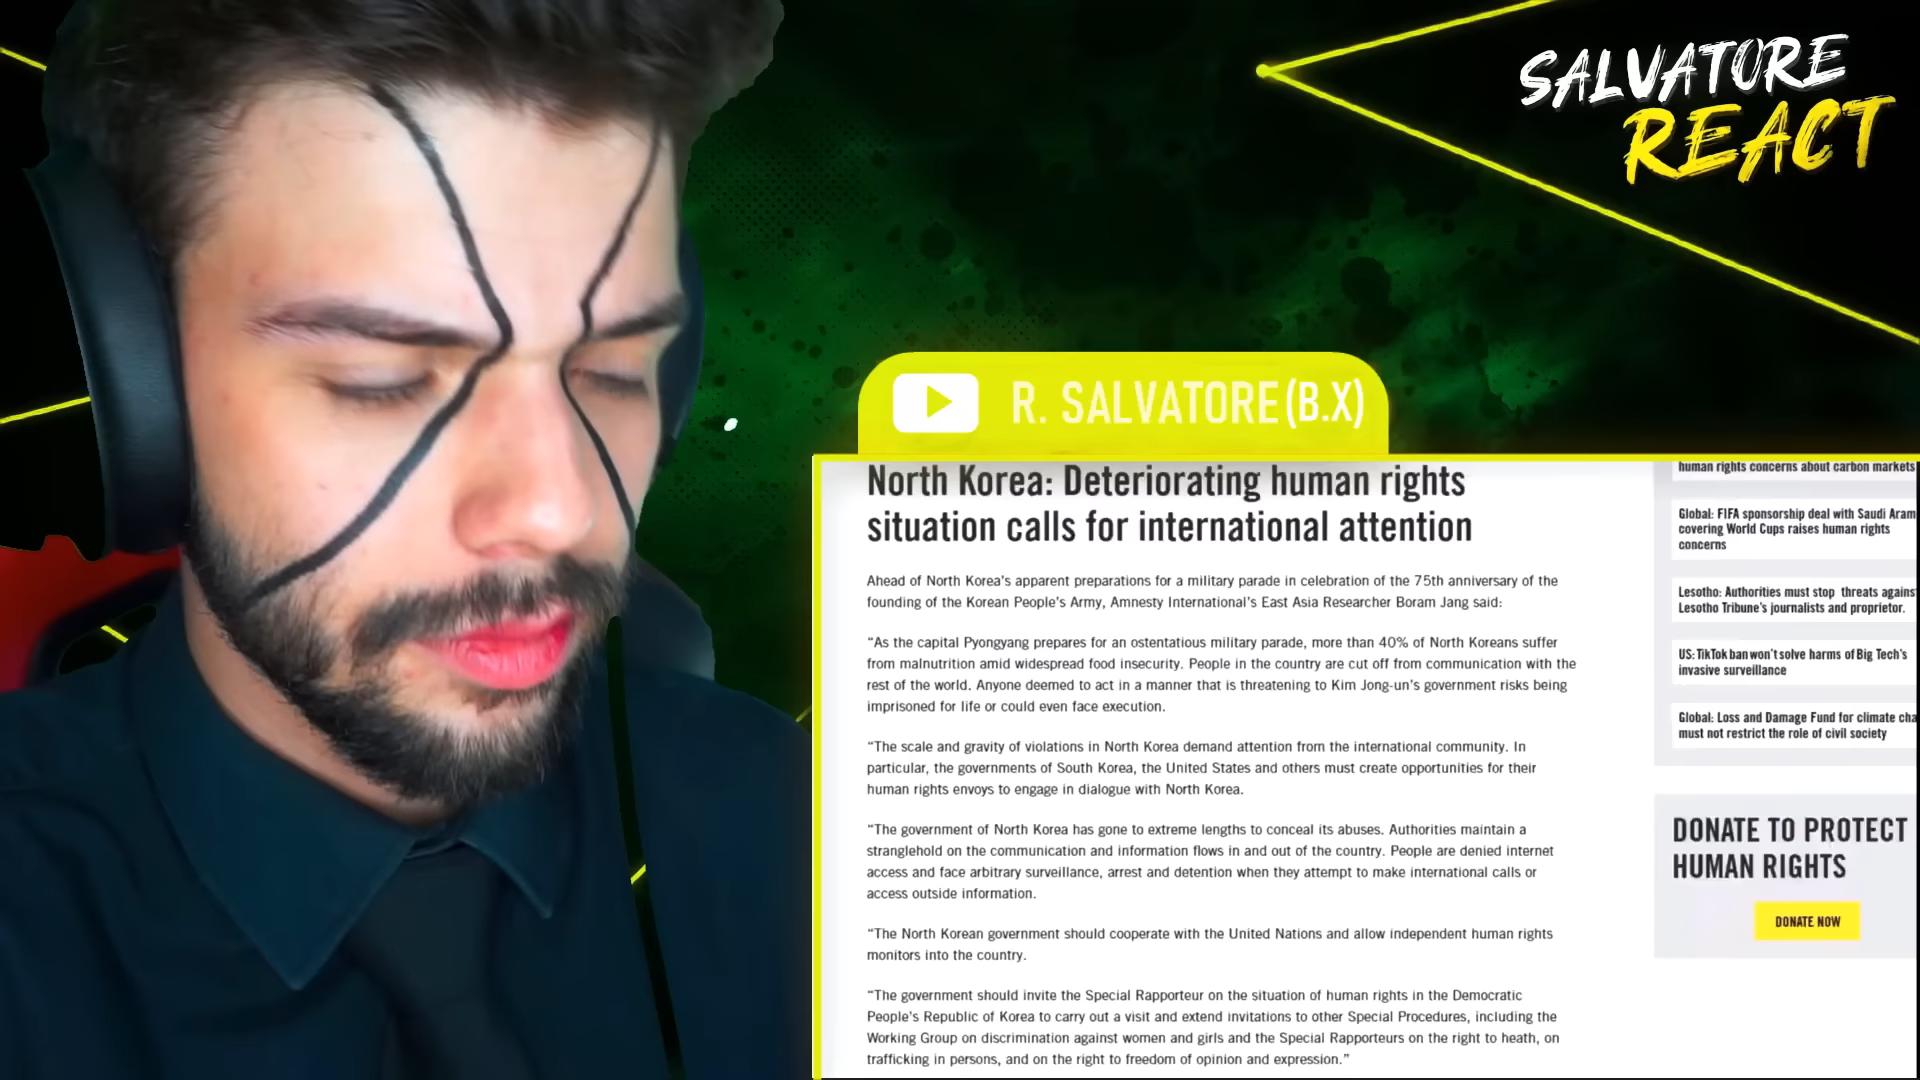 SALVATORE
REACT
R. SALVATORE (B.X)
North Korea: Deteriorating human rights
situation calls for international attention
Ahead of North Korea's apparent preparations for a military parade in celebration of the 75th anniversary of the
founding of the Korean People's Army, Amnesty International's East Asia Researcher Boram Jang said:
“As the capital Pyongyang prepares for an ostentatious military parade, more than 40% of North Koreans suffer
from malnutrition amid widespread food insecurity. People in the country are cut off from communication with the
rest of the world. Anyone deemed to act in a manner that is threatening to Kim Jong-un's government risks being
imprisoned for life or could even face execution.
“The scale and gravity of violations in North Korea demand attention from the international community. In
particular, the governments of South Korea, the United States and others must create opportunities for their
human rights envoys to engage in dialogue with North Korea.
“The government of North Korea has gone to extreme lengths to conceal its abuses. Authorities maintain a
stranglehold on the communication and information flows in and out of the country. People are denied internet
access and face arbitrary surveillance, arrest and detention when they attempt to make international calls or
access outside information.
“The North Korean government should cooperate with the United Nations and allow independent human rights
monitors into the country.
“The government should invite the Special Rapporteur on the situation of human rights in the Democratic
People's Republic of Korea to carry out a visit and extend invitations to other Special Procedures, including the
Working Group on discrimination against women and girls and the Special Rapporteurs on the right to heath, on
trafficking in persons, and on the right to freedom of opinion and expression.”
human rights concerns about carbon markets
Global: FIFA sponsorship deal with Saudi Aram
covering World Cups raises human rights
concerns
Lesotho: Authorities must stop threats agains
Lesotho Tribune's journalists and proprietor.
US: TikTok ban won't solve harms of Big Tech's
invasive surveillance
Global: Loss and Damage Fund for climate cha
must not restrict the role of civil society
DONATE TO PROTECT
HUMAN RIGHTS
DONATE NOW